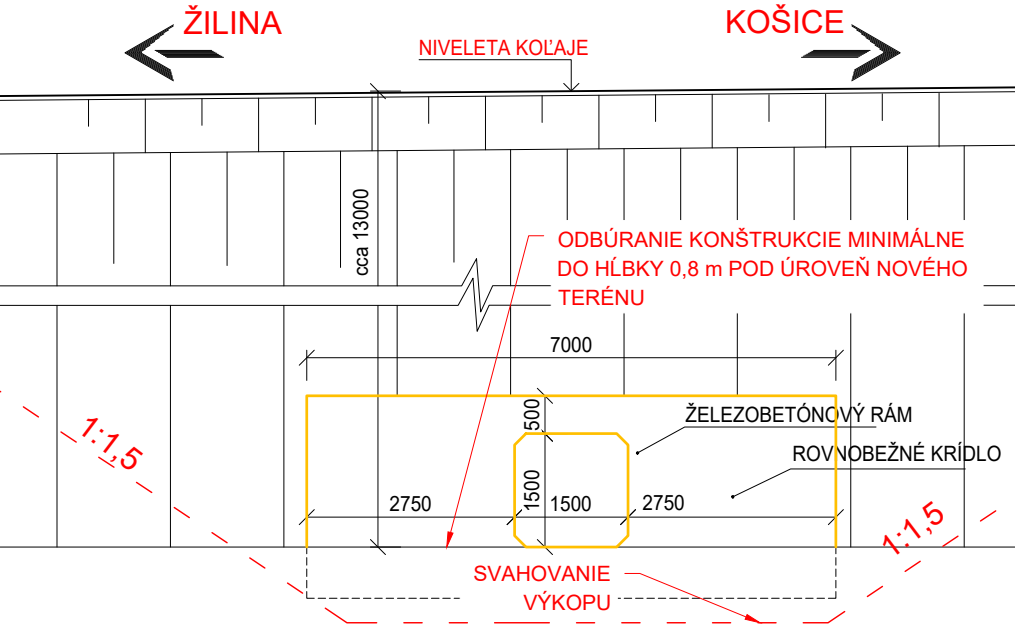 ŽILINA
KOŠICE
NIVELETA KOĽAJE
cca 13000
ODBÚRANIE KONŠTRUKCIE MINIMÁLNE
DO HĹBKY 0,8 m POD ÚROVEŇ NOVÉHO
TERÉNU
7000
500
ŽELEZOBETÓNOVÝ RÁM
1:1,5
ROVNOBEŽNÉ KRÍDLO
2750
1500
1500
2750
1:1,5
SVAHOVANIE
VÝKOPU